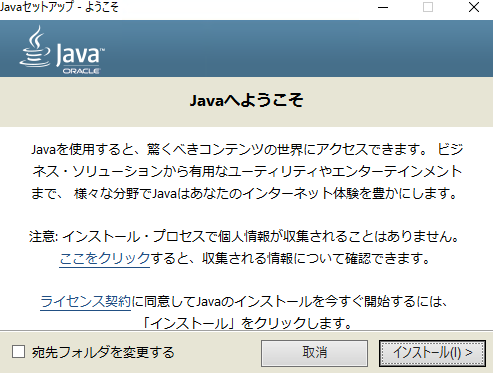 Javaセットアップ - ようこそ
Java™
ORACLE
Javaへようこそ
Javaを使用すると、驚くべきコンテンツの世界にアクセスできます。 ビジ
ネス・ソリューションから有用なユーティリティやエンターテインメント
まで、 様々な分野でJavaはあなたのインターネット体験を豊かにします。
注意: インストール・プロセスで個人情報が収集されることはありません。
ここをクリックすると、収集される情報について確認できます。
ライセンス契約に同意してJavaのインストールを今すぐ開始するには、
「インストール」をクリックします。
宛先フォルダを変更する
取消
インストール(I) >